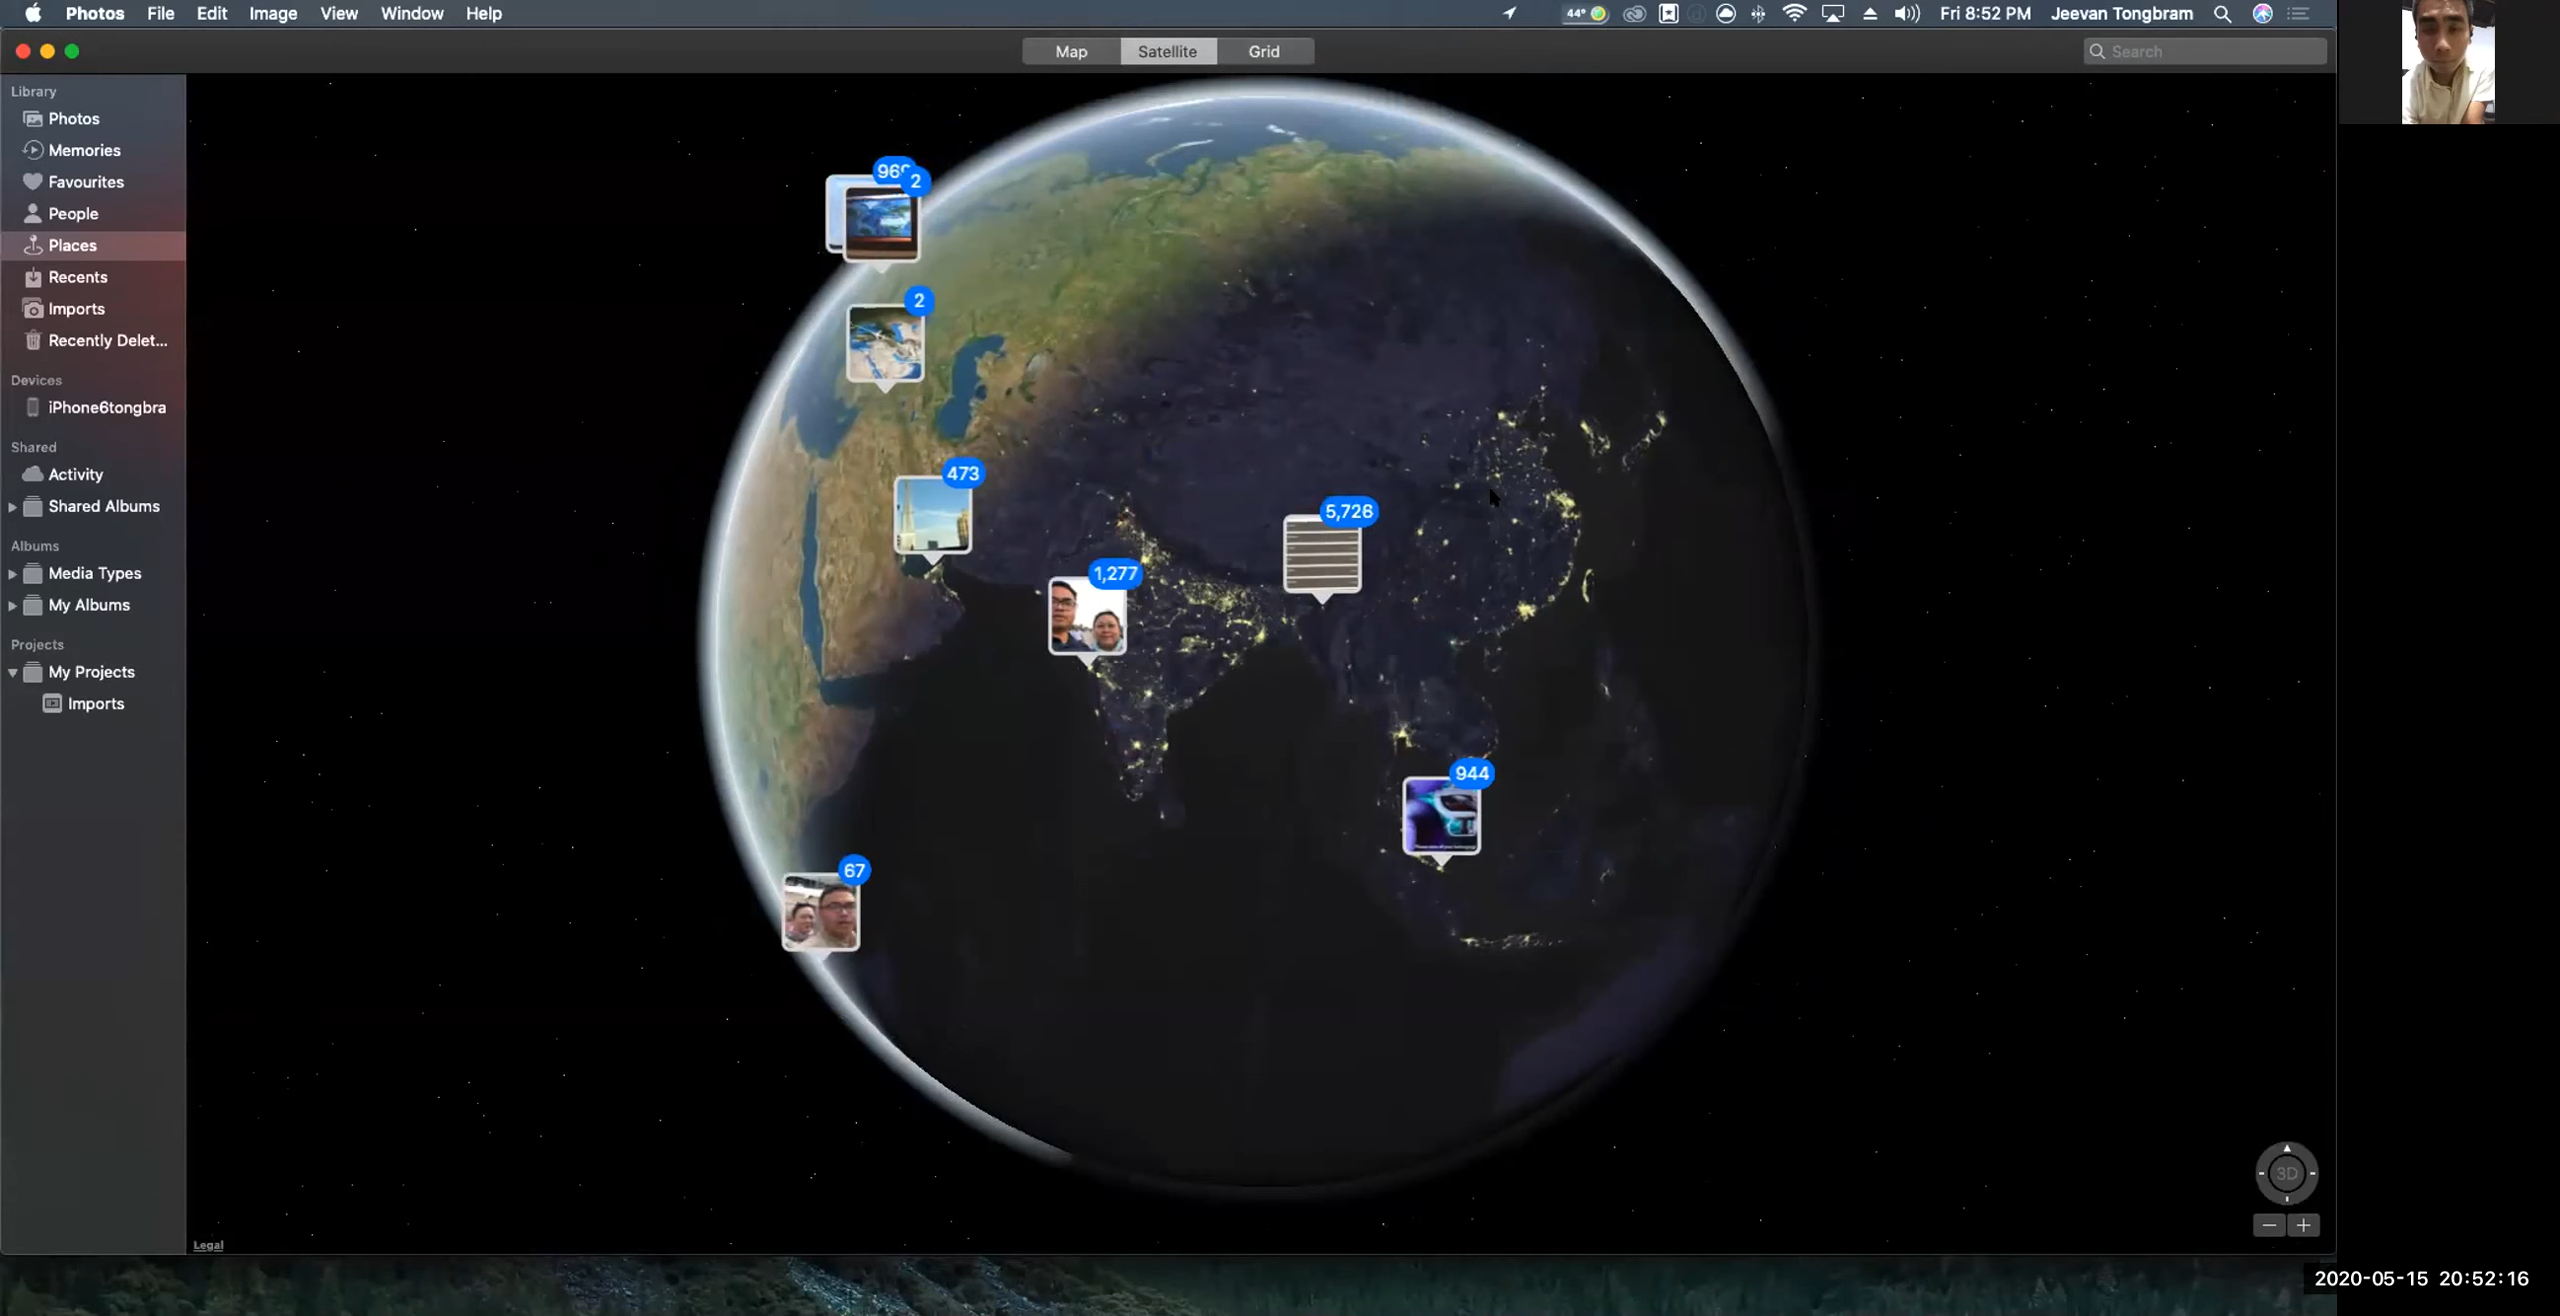 Photos File Edit Image View Window Help 44° Fri 8:52 PM Jeevan Tongbram
Map Satellite Grid Search
Library
Photos
Memories
Favourites
People
Places
Recents
Imports
Recently Delet...
Devices
iPhone6tongbra
Shared
Activity
Shared Albums
Albums
Media Types
My Albums
Projects
My Projects
Imports
2
2
473
5,726
1,277
944
67
3D
Legal
2020-05-15 20:52:16